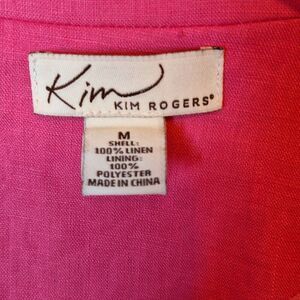 Kim
KIM ROGERS®
M
SHELL:
100% LINEN
LINING:
100%
POLYESTER
MADE IN CHINA